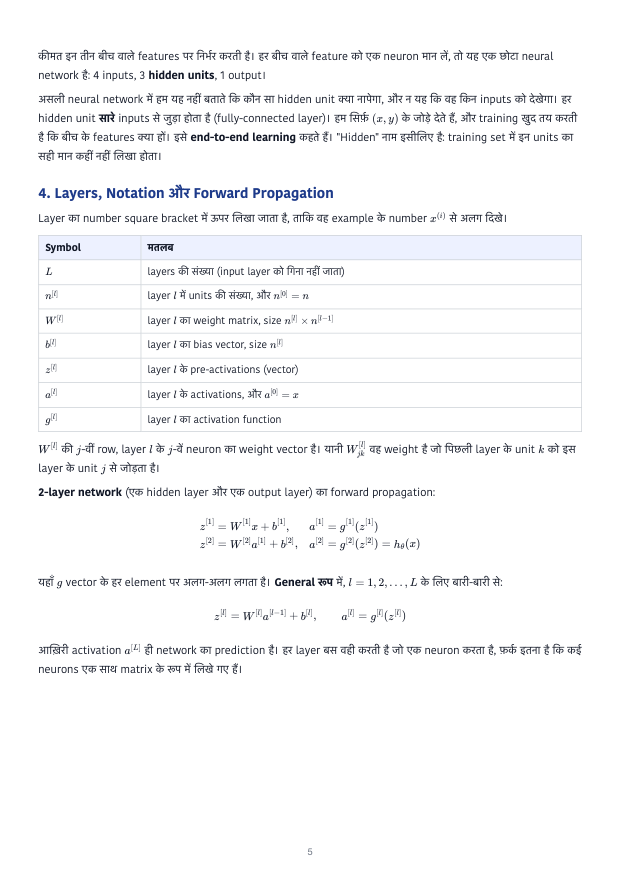 कीमत इन तीन बीच वाले features पर निर्भर करती है। हर बीच वाले feature को एक neuron मान लें, तो यह एक छोटा neural
network है: 4 inputs, 3 hidden units, 1 output।
असली neural network में हम यह नहीं बताते कि कौन सा hidden unit क्या नापेगा, और न यह कि वह किन inputs को देखेगा। हर
hidden unit सारे inputs से जुड़ा होता है (fully-connected layer)। हम सिर्फ़ (x, y) के जोड़े देते हैं, और training खुद तय करती
है कि बीच के features क्या हों। इसे end-to-end learning कहते हैं। "Hidden" नाम इसीलिए है: training set में इन units का
सही मान कहीं नहीं लिखा होता।
4. Layers, Notation और Forward Propagation
Layer का number square bracket में ऊपर लिखा जाता है, ताकि वह example के number x^{(i)} से अलग दिखे।
Symbol मतलब
L layers की संख्या (input layer को गिना नहीं जाता)
n^{[l]} layer l में units की संख्या, और n^{[0]} = n
W^{[l]} layer l का weight matrix, size n^{[l]} × n^{[l−1]}
b^{[l]} layer l का bias vector, size n^{[l]}
z^{[l]} layer l के pre-activations (vector)
a^{[l]} layer l के activations, और a^{[0]} = x
g^{[l]} layer l का activation function
W^{[l]} की j-वीं row, layer l के j-वें neuron का weight vector है। यानी W_{jk}^{[l]} वह weight है जो पिछली layer के unit k को इस
layer के unit j से जोड़ता है।
2-layer network (एक hidden layer और एक output layer) का forward propagation:
z^{[1]} = W^{[1]}x + b^{[1]}, a^{[1]} = g^{[1]}(z^{[1]})
z^{[2]} = W^{[2]}a^{[1]} + b^{[2]}, a^{[2]} = g^{[2]}(z^{[2]}) = h_θ(x)
यहाँ g vector के हर element पर अलग-अलग लगता है। General रूप में, l = 1, 2, . . . , L के लिए बारी-बारी से:
z^{[l]} = W^{[l]}a^{[l−1]} + b^{[l]}, a^{[l]} = g^{[l]}(z^{[l]})
आख़िरी activation a^{[L]} ही network का prediction है। हर layer बस वही करती है जो एक neuron करता है, फ़र्क इतना है कि कई
neurons एक साथ matrix के रूप में लिखे गए हैं।
5